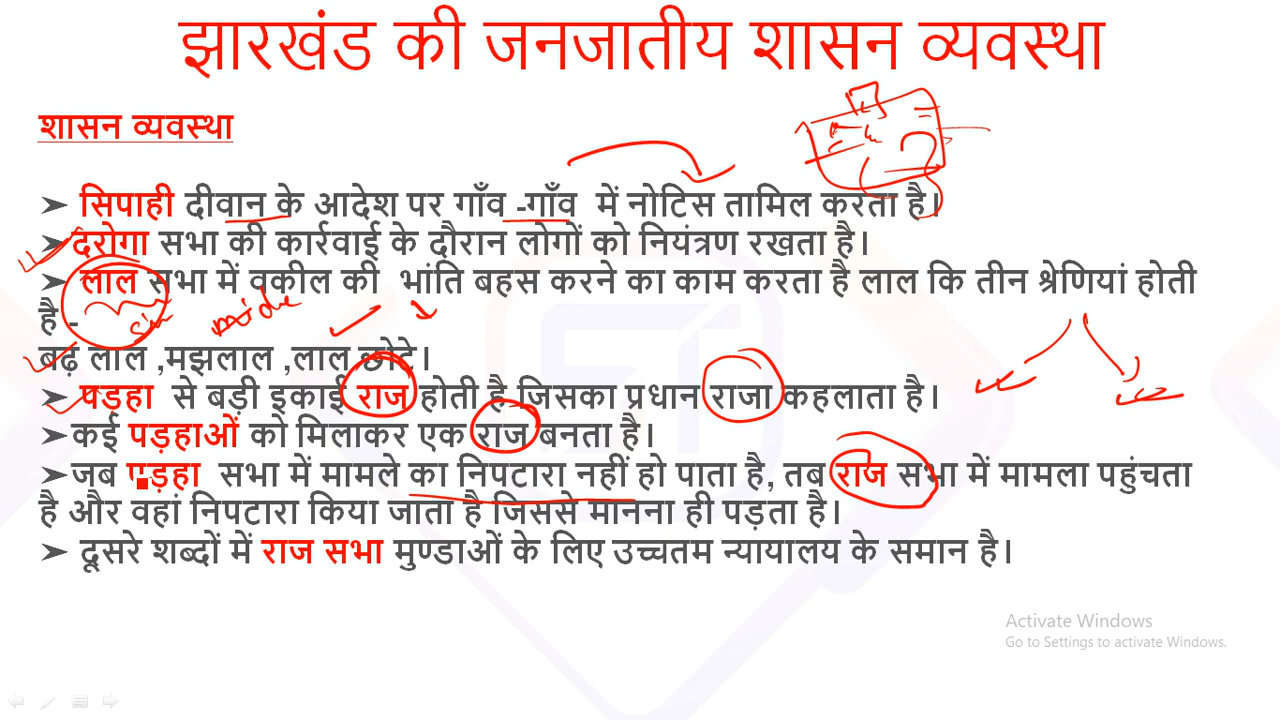 झारखंड की जनजातीय शासन व्यवस्था
शासन व्यवस्था
➢ सिपाही दीवान के आदेश पर गाँव -गाँव में नोटिस तामिल करता है।
➢ दरोगा सभा की कार्रवाई के दौरान लोगों को नियंत्रण रखता है।
➢ लाल सभा में वकील की भांति बहस करने का काम करता है लाल कि तीन श्रेणियां होती
है -
बढ़ लाल ,मझलाल ,लाल छोटे।
➢ पड़हा से बड़ी इकाई राज होती है जिसका प्रधान राजा कहलाता है।
➢कई पड़हाओं को मिलाकर एक राज बनता है।
➢जब पड़हा सभा में मामले का निपटारा नहीं हो पाता है, तब राज सभा में मामला पहुंचता
है और वहां निपटारा किया जाता है जिससे मानना ही पड़ता है।
➢ दूसरे शब्दों में राज सभा मुण्डाओं के लिए उच्चतम न्यायालय के समान है।
Activate Windows
Go to Settings to activate Windows.